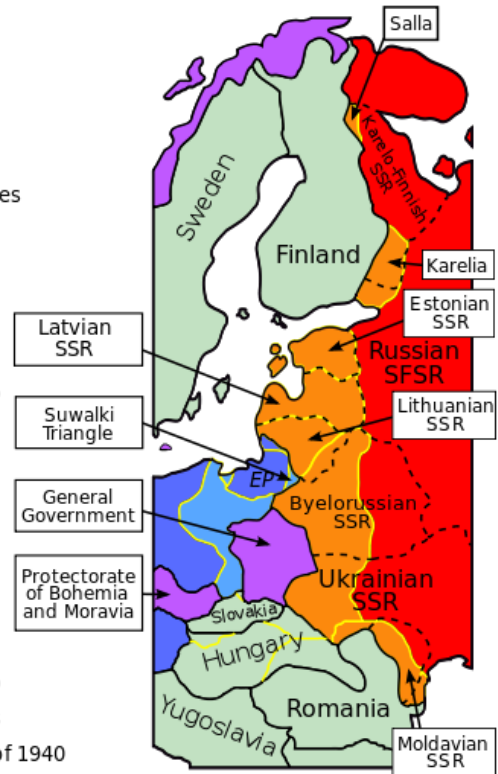 Salla
Karelo-Finnish
SSR
es
Sweden
Finland
Karelia
Estonian
SSR
Latvian
SSR
Russian
SFSR
Lithuanian
SSR
Suwalki
Triangle
EP
General
Government
Byelorussian
SSR
Protectorate
of Bohemia
and Moravia
Ukrainian
SSR
Slovakia
Hungary
Romania
Yugoslavia
Moldavian
SSR
of 1940